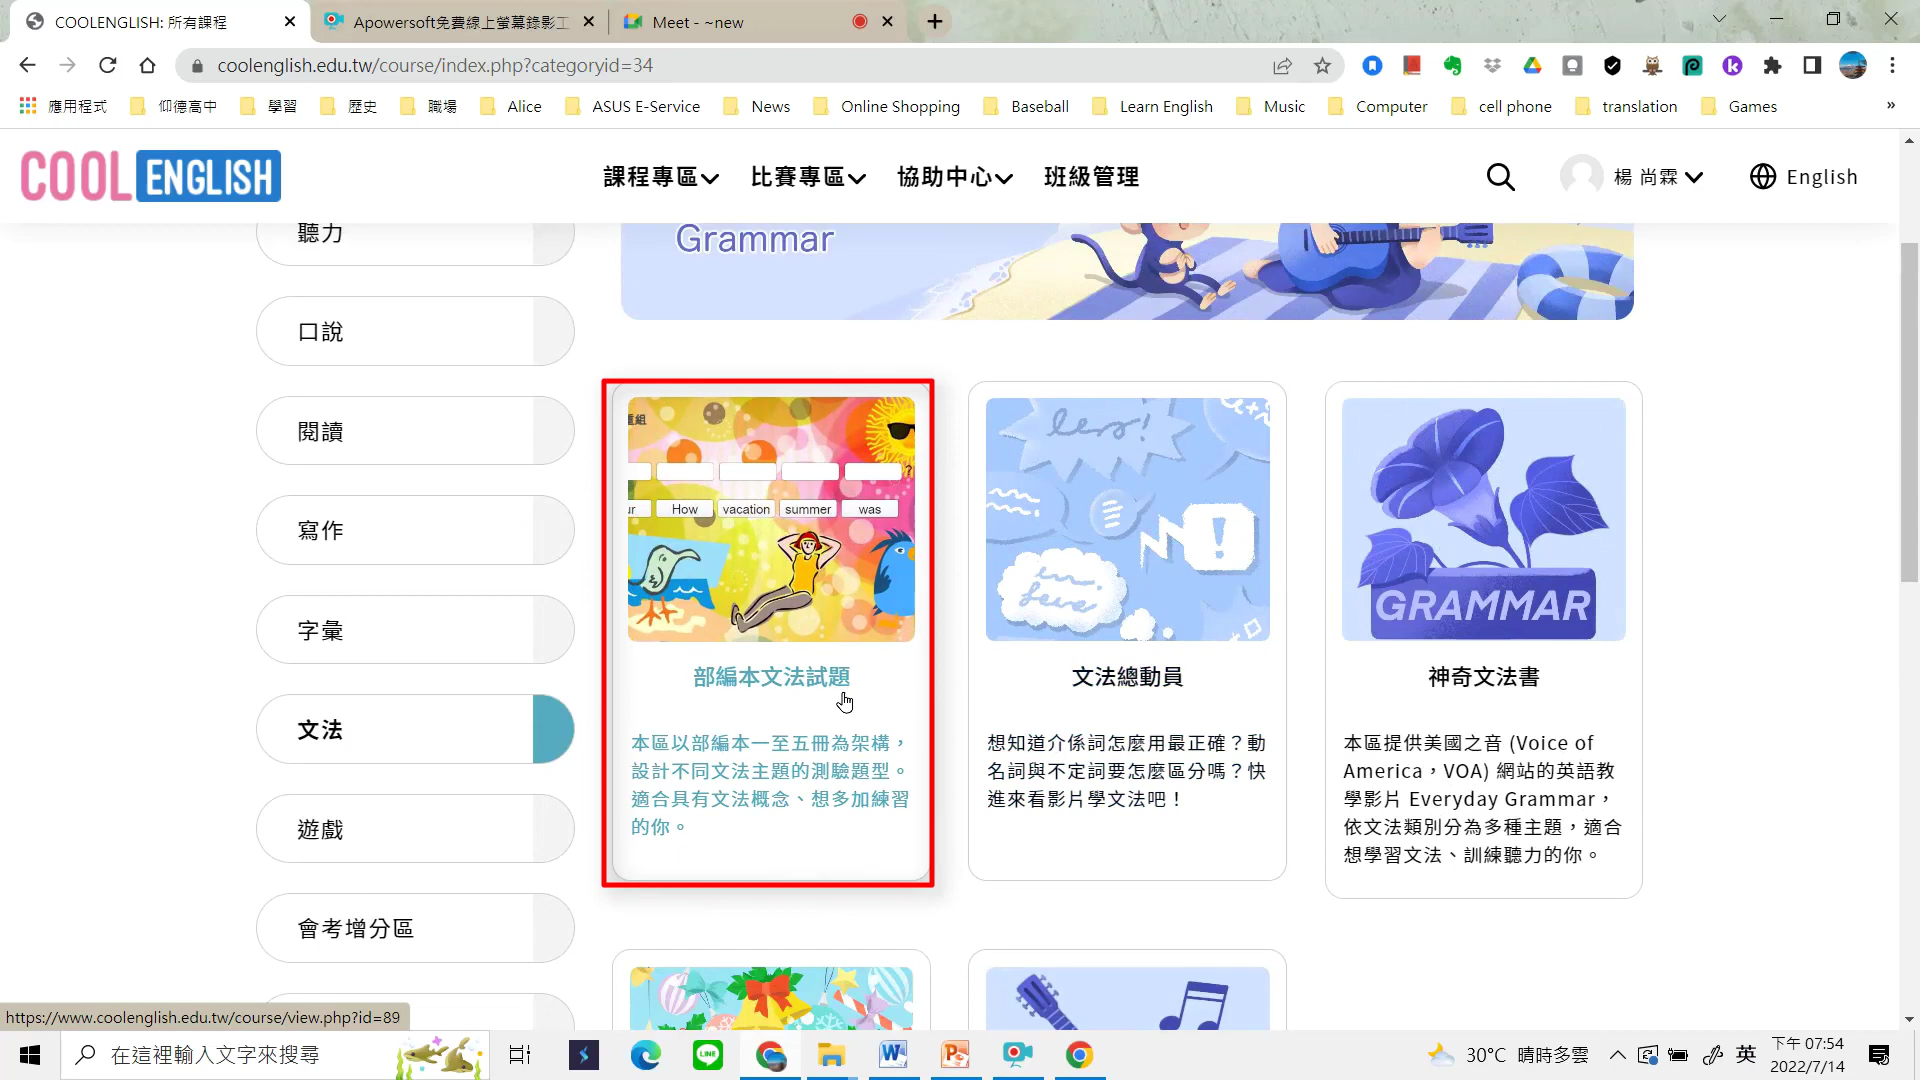 COOLENGLISH: 所有課程
Apowersoft免費線上螢幕錄影工
Meet - ~new
coolenglish.edu.tw/course/index.php?categoryid=34
應用程式
仰德高中
學習
歷史
職場
Alice
ASUS E-Service
News
Online Shopping
Baseball
Learn English
Music
Computer
cell phone
translation
Games
»
COOL ENGLISH
課程專區
比賽專區
協助中心
班級管理
楊 尚霖
English
聽力
口說
閱讀
寫作
字彙
文法
遊戲
會考增分區
Grammar
重組
?
ur
How
vacation
summer
was
部編本文法試題
本區以部編本一至五冊為架構，
設計不同文法主題的測驗題型。
適合具有文法概念、想多加練習
的你。
文法總動員
想知道介係詞怎麼用最正確？動
名詞與不定詞要怎麼區分嗎？快
進來看影片學文法吧！
GRAMMAR
神奇文法書
本區提供美國之音 (Voice of
America，VOA) 網站的英語教
學影片 Everyday Grammar，
依文法類別分為多種主題，適合
想學習文法、訓練聽力的你。
https://www.coolenglish.edu.tw/course/view.php?id=89
在這裡輸入文字來搜尋
LINE
30°C 晴時多雲
英
下午 07:54
2022/7/14